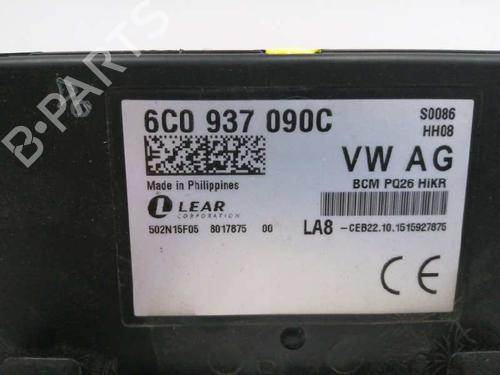 6C0 937 090C
S0086
HH08
VW AG
Made in Philippines
BCM PQ26 HiKR
LEAR
CORPORATION
502N15F05 8017875 00
LA8 -CEB22.10.1515927875
CE
B-PARTS